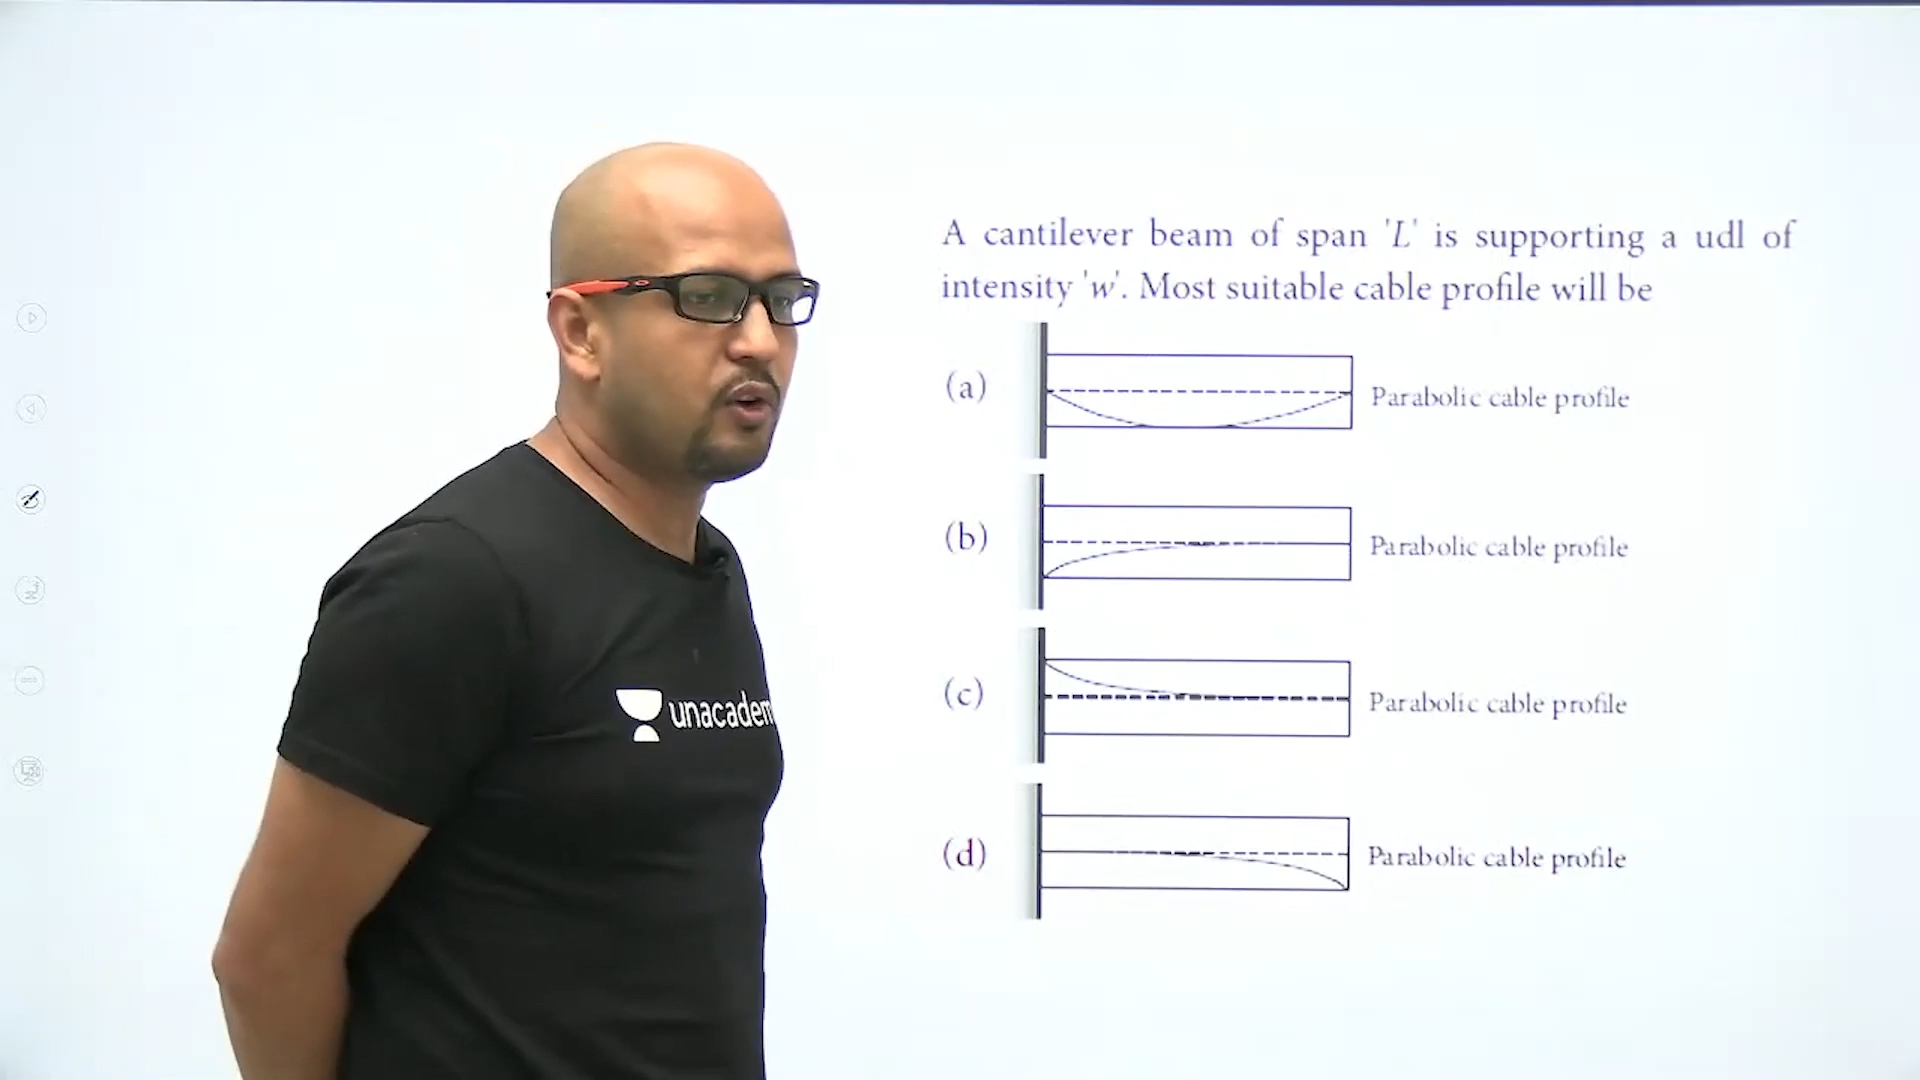 A cantilever beam of span 'L' is supporting a udl of
intensity 'w'. Most suitable cable profile will be
(a) Parabolic cable profile
(b) Parabolic cable profile
(c) Parabolic cable profile
(d) Parabolic cable profile
unacadem